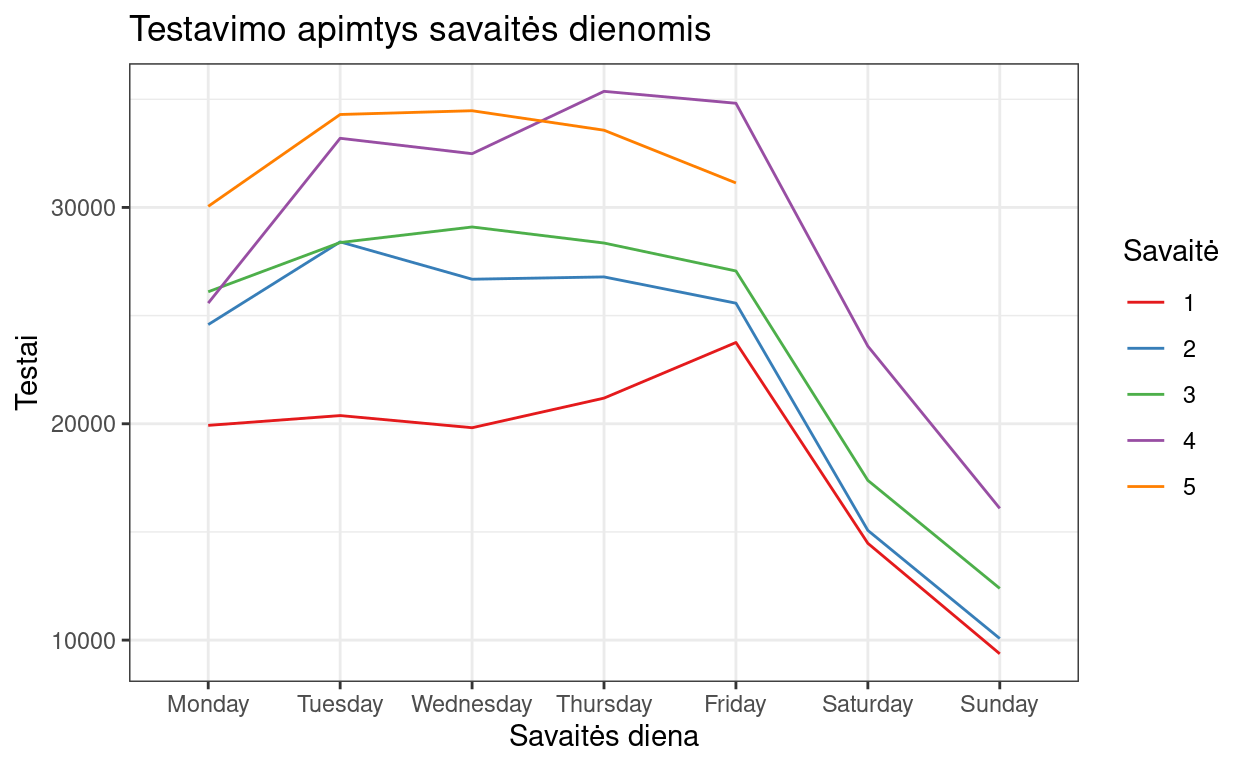 Testavimo apimtys savaitės dienomis
Testai
30000
20000
10000
Monday Tuesday Wednesday Thursday Friday Saturday Sunday
Savaitės diena
Savaitė
1
2
3
4
5